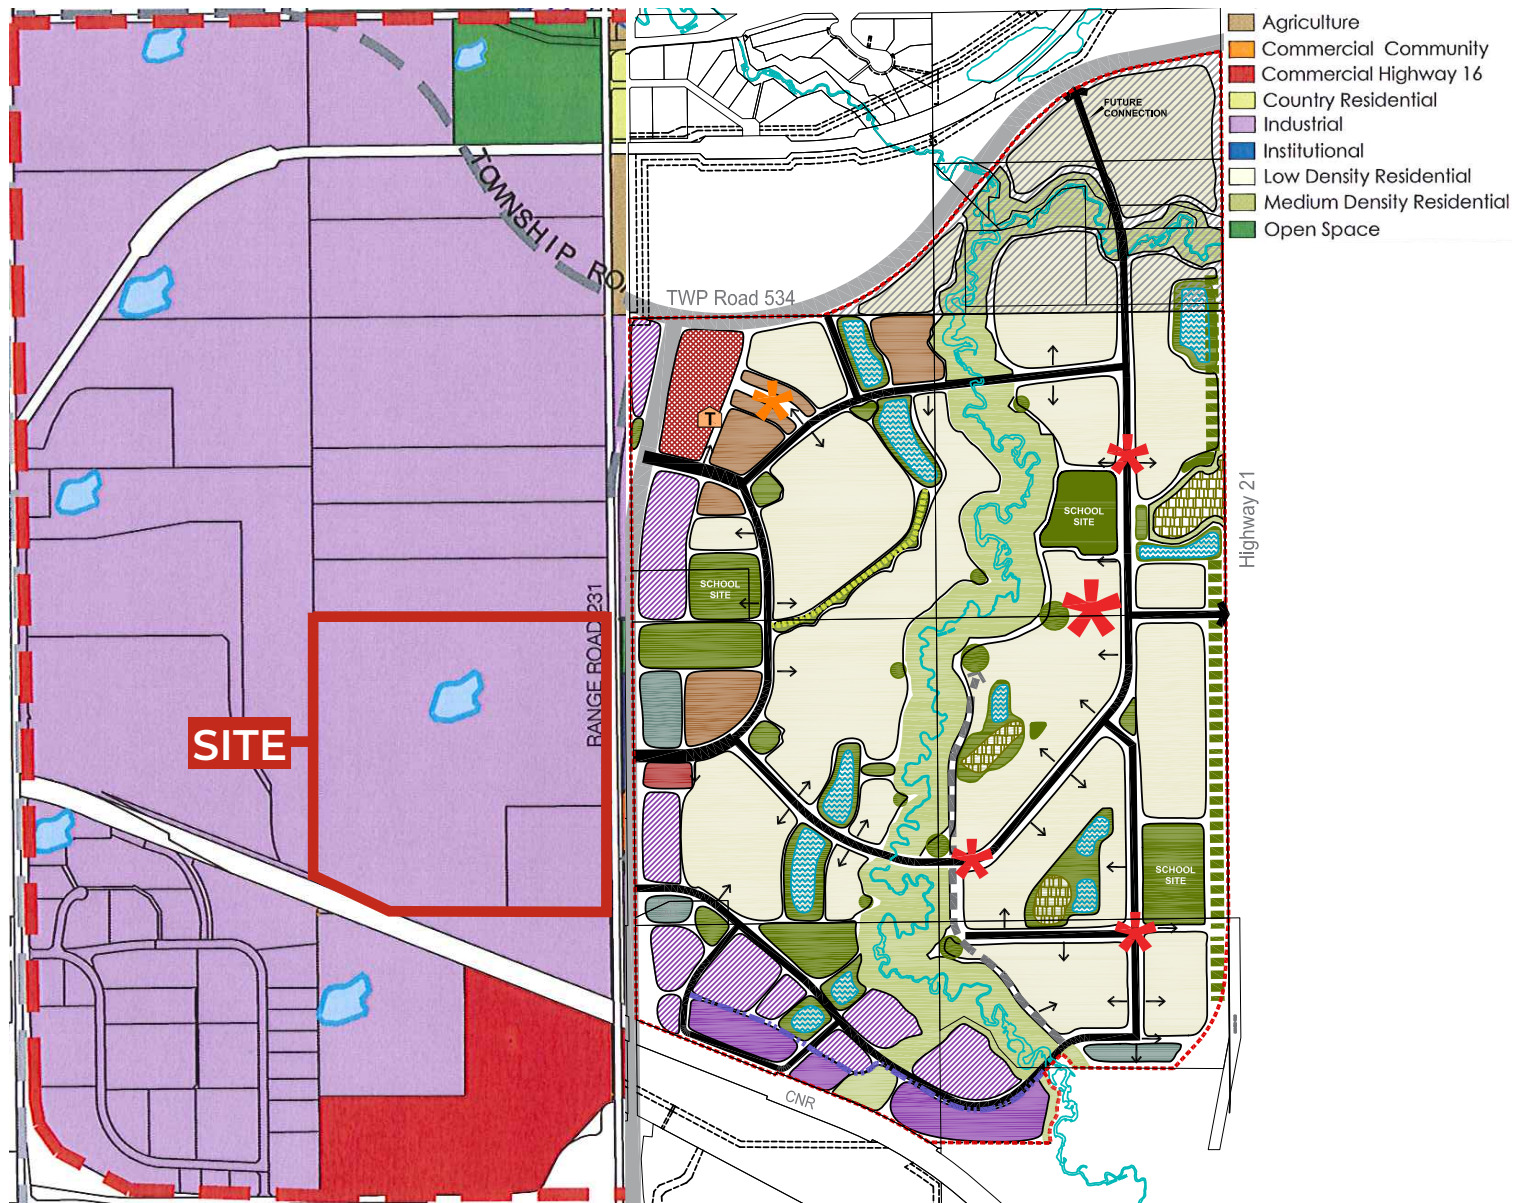 Agriculture
Commercial Community
Commercial Highway 16
Country Residential
Industrial
Institutional
Low Density Residential
Medium Density Residential
Open Space
FUTURE
CONNECTION
TOWNSHIP
TWP Road 534
T
SCHOOL
SITE
Highway 21
SCHOOL
SITE
RANGE ROAD 231
SITE
SCHOOL
SITE
CNR